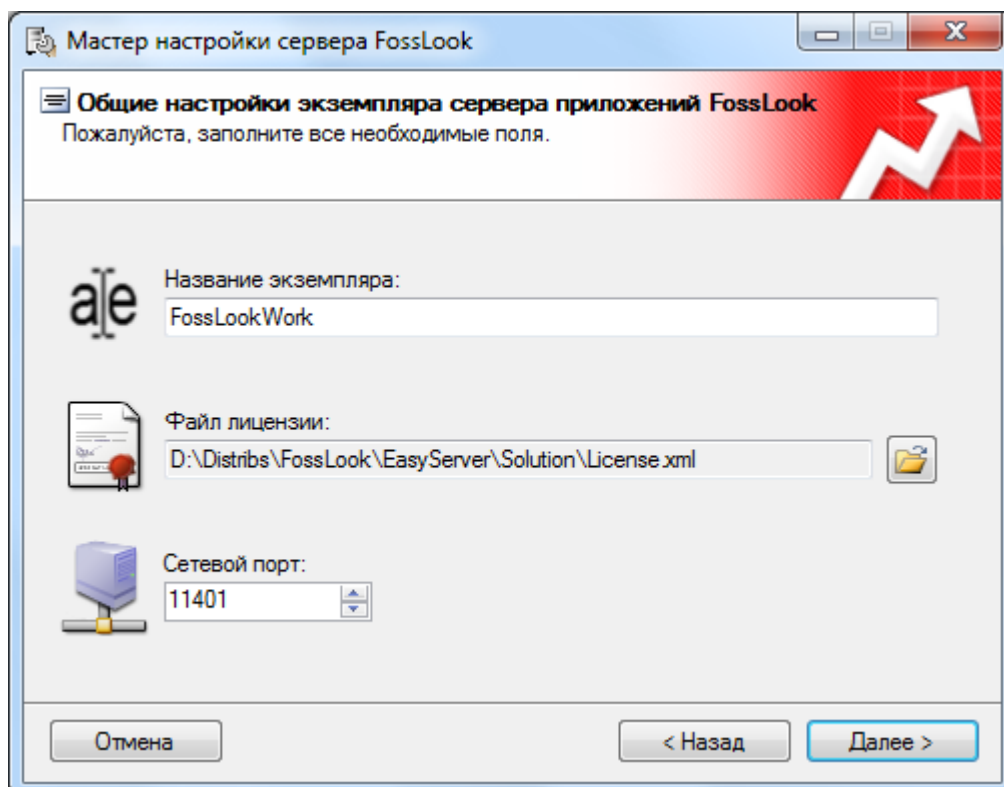 Мастер настройки сервера FossLook
Общие настройки экземпляра сервера приложений FossLook
Пожалуйста, заполните все необходимые поля.
Название экземпляра:
FossLookWork
Файл лицензии:
D:\Distribs\FossLook\EasyServer\Solution\License.xml
Сетевой порт:
11401
Отмена
< Назад
Далее >